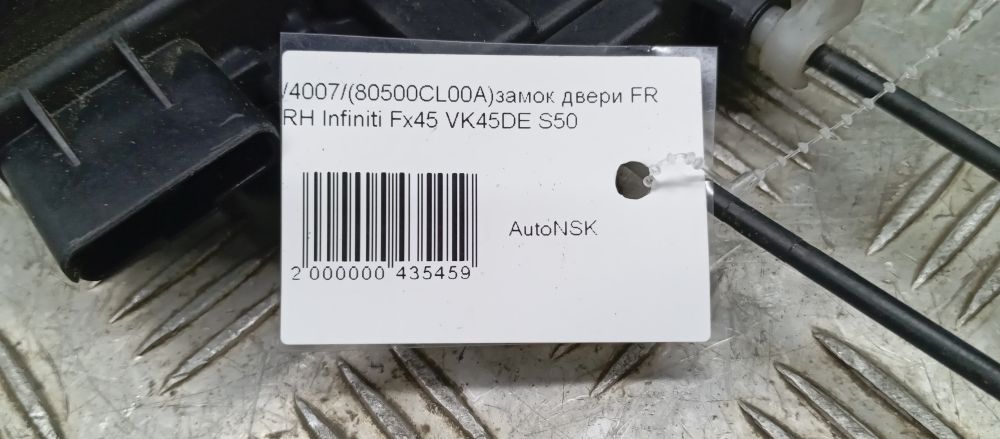 /4007/(80500CL00A)замок двери FR
RH Infiniti Fx45 VK45DE S50
AutoNSK
2 000000 435459